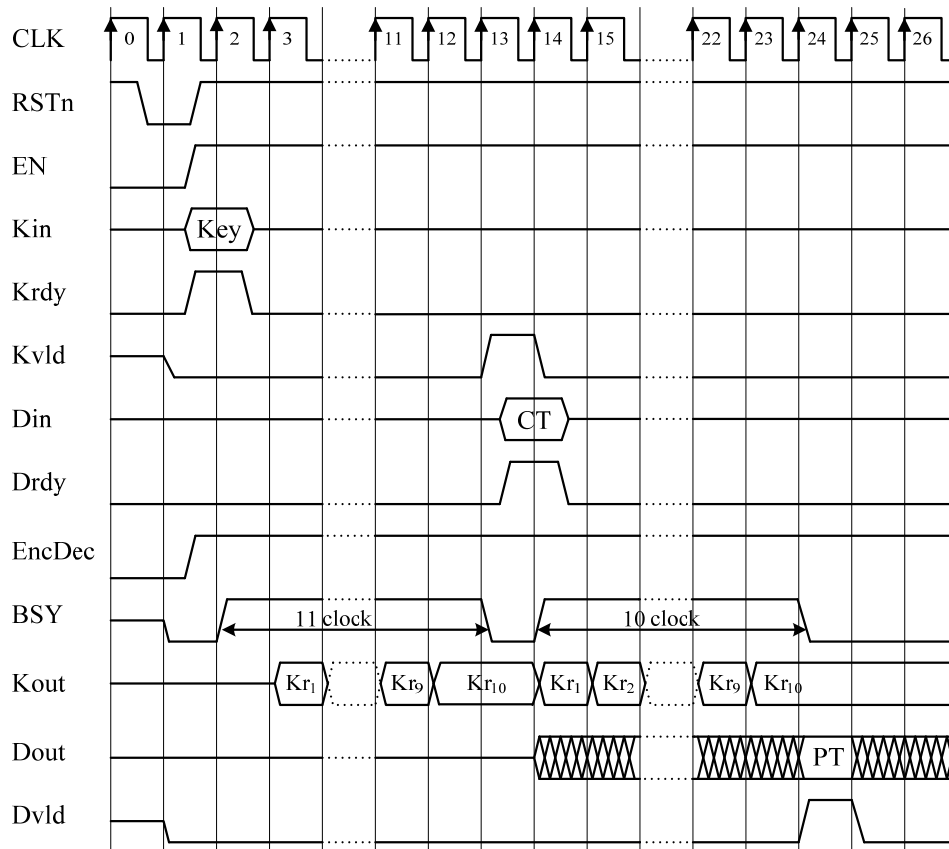 CLK 0 1 2 3 11 12 13 14 15 22 23 24 25 26
RSTn
EN
Kin Key
Krdy
Kvld
Din CT
Drdy
EncDec
BSY 11 clock 10 clock
Kout Kr1 Kr9 Kr10 Kr1 Kr2 Kr9 Kr10
Dout PT
Dvld